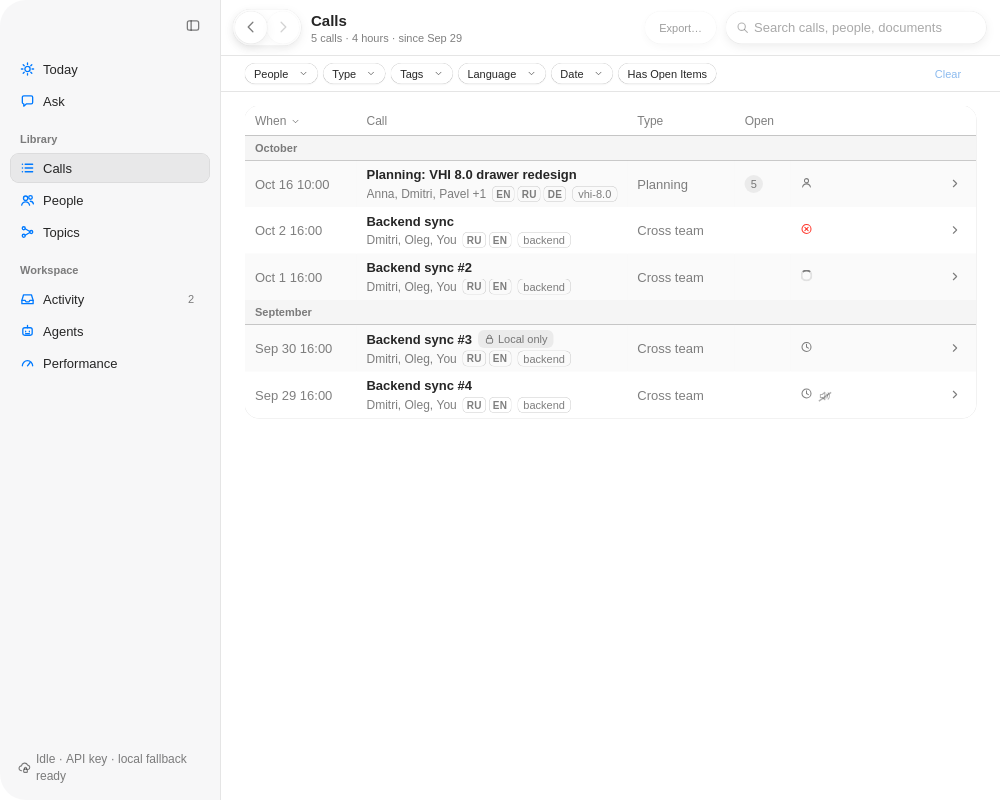 Calls
5 calls · 4 hours · since Sep 29
Export…
Search calls, people, documents
Today
Ask
Library
Calls
People
Topics
Workspace
Activity 2
Agents
Performance
Idle · API key · local fallback
ready
People Type Tags Language Date Has Open Items Clear
When Call Type Open
October
Oct 16 10:00 Planning: VHI 8.0 drawer redesign Planning 5
Anna, Dmitri, Pavel +1 EN RU DE vhi-8.0
Oct 2 16:00 Backend sync Cross team
Dmitri, Oleg, You RU EN backend
Oct 1 16:00 Backend sync #2 Cross team
Dmitri, Oleg, You RU EN backend
September
Sep 30 16:00 Backend sync #3 Local only Cross team
Dmitri, Oleg, You RU EN backend
Sep 29 16:00 Backend sync #4 Cross team
Dmitri, Oleg, You RU EN backend